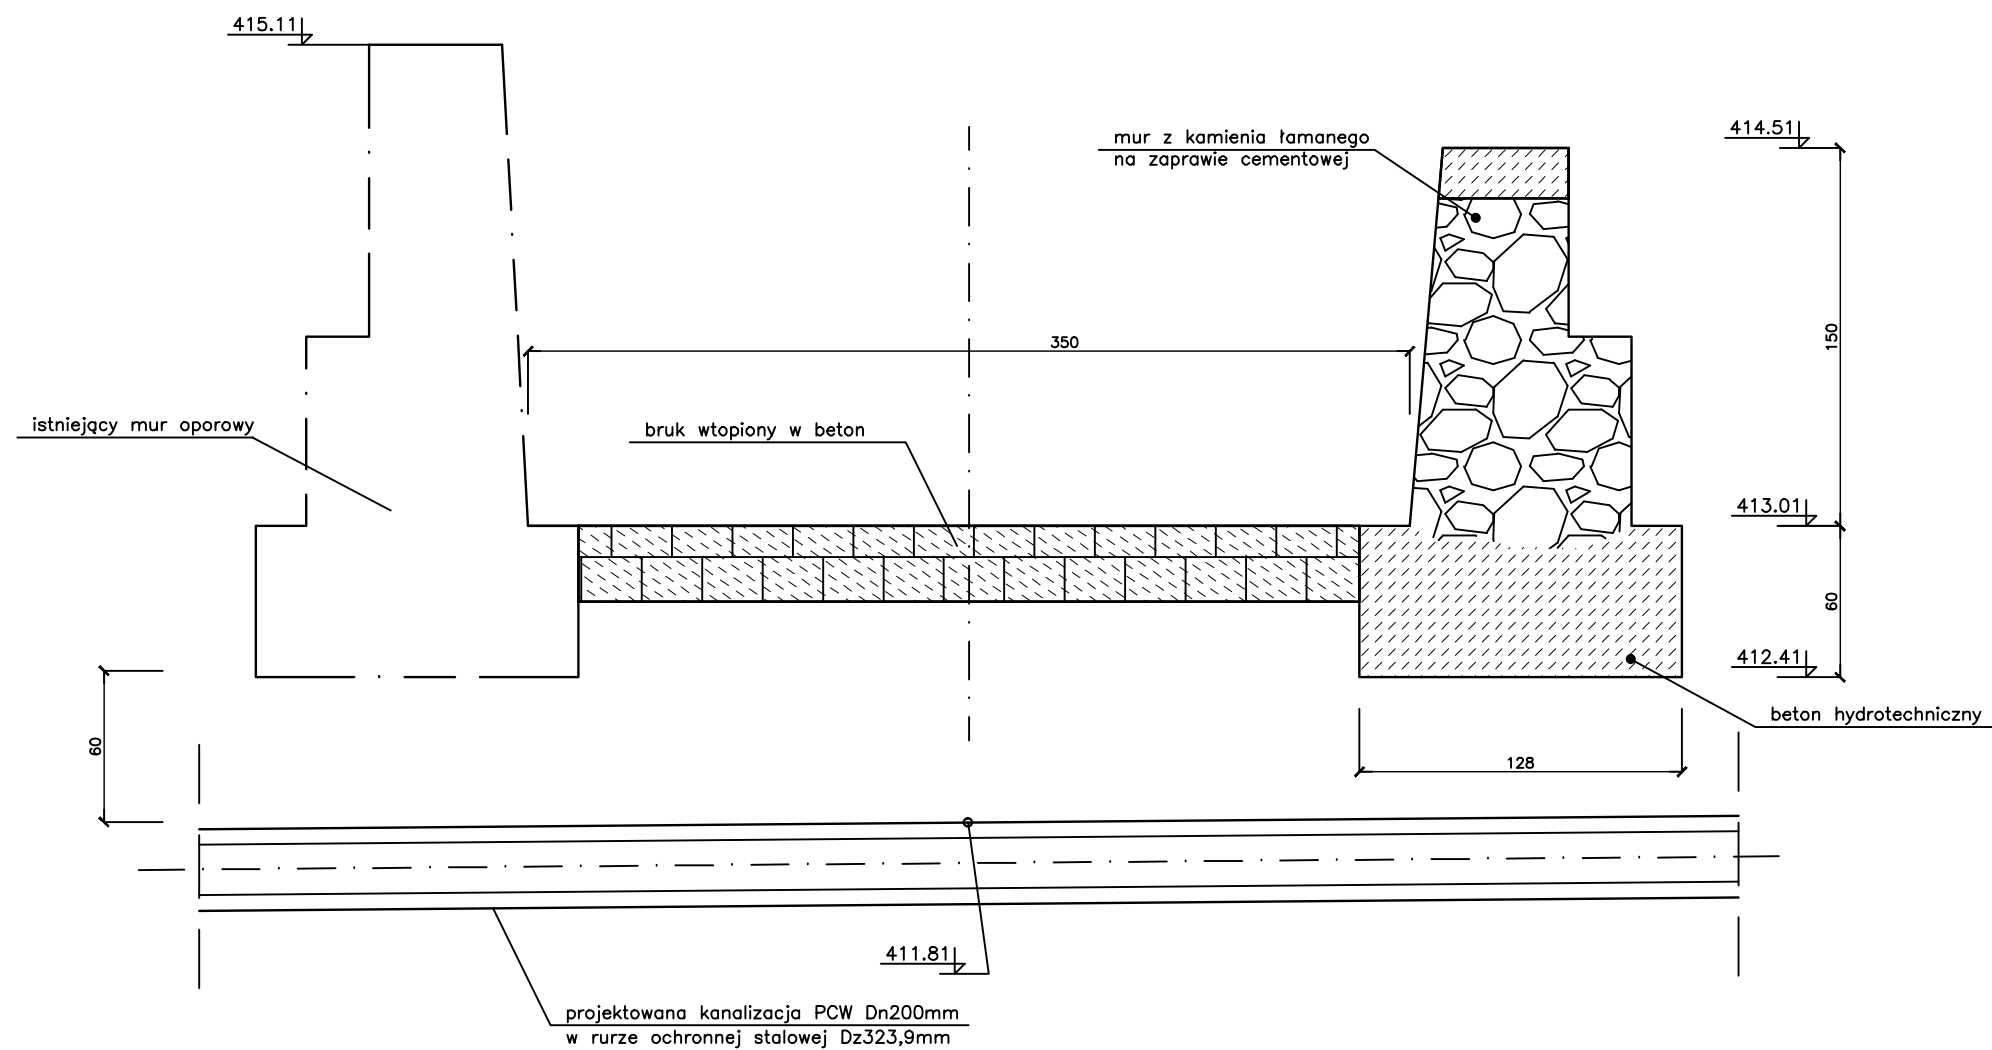 415.11
414.51
mur z kamienia łamanego
na zaprawie cementowej
150
350
istniejący mur oporowy
bruk wtopiony w beton
413.01
60
412.41
beton hydrotechniczny
60
128
411.81
projektowana kanalizacja PCW Dn200mm
w rurze ochronnej stalowej Dz323,9mm